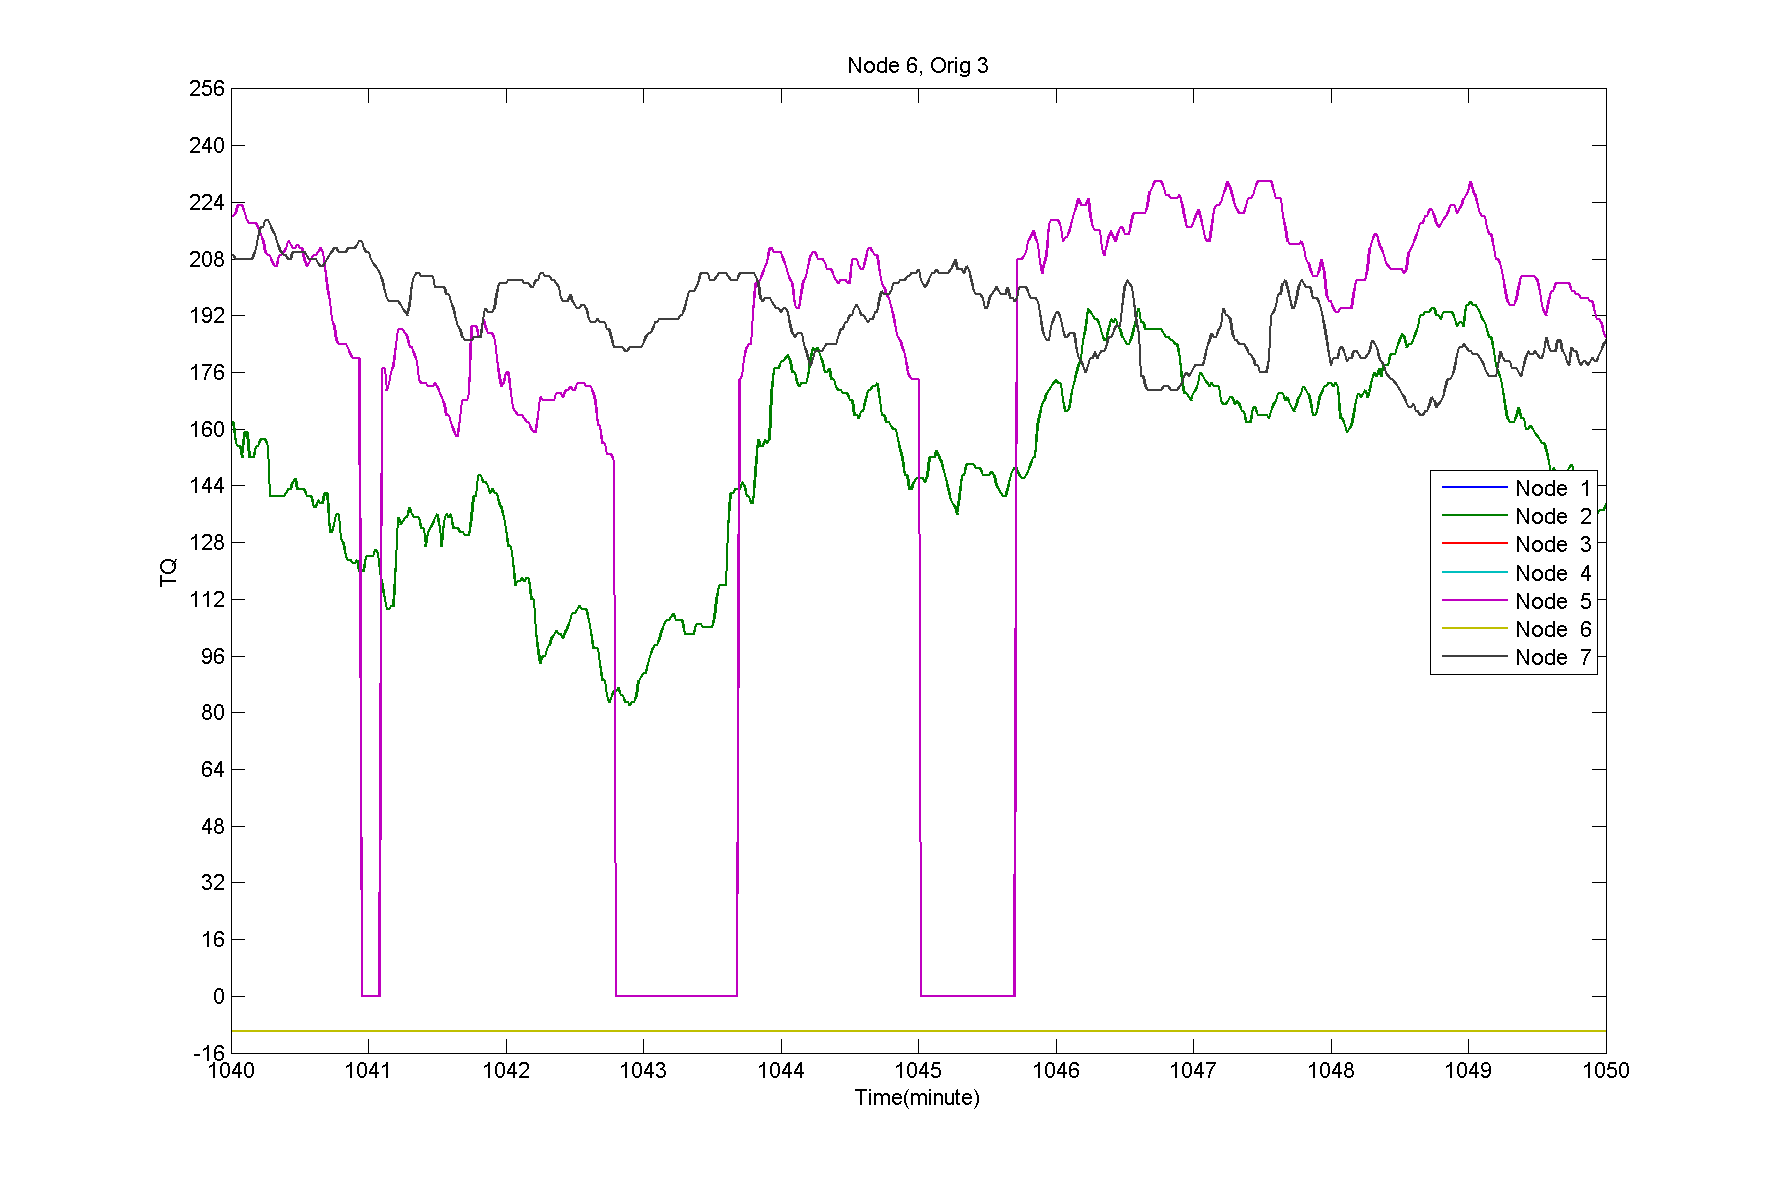 Node 6, Orig 3
256
240
224
208
192
176
160
144
128
112
96
80
64
48
32
16
0
-16
TQ
1040 1041 1042 1043 1044 1045 1046 1047 1048 1049 1050
Time(minute)
Node 1
Node 2
Node 3
Node 4
Node 5
Node 6
Node 7